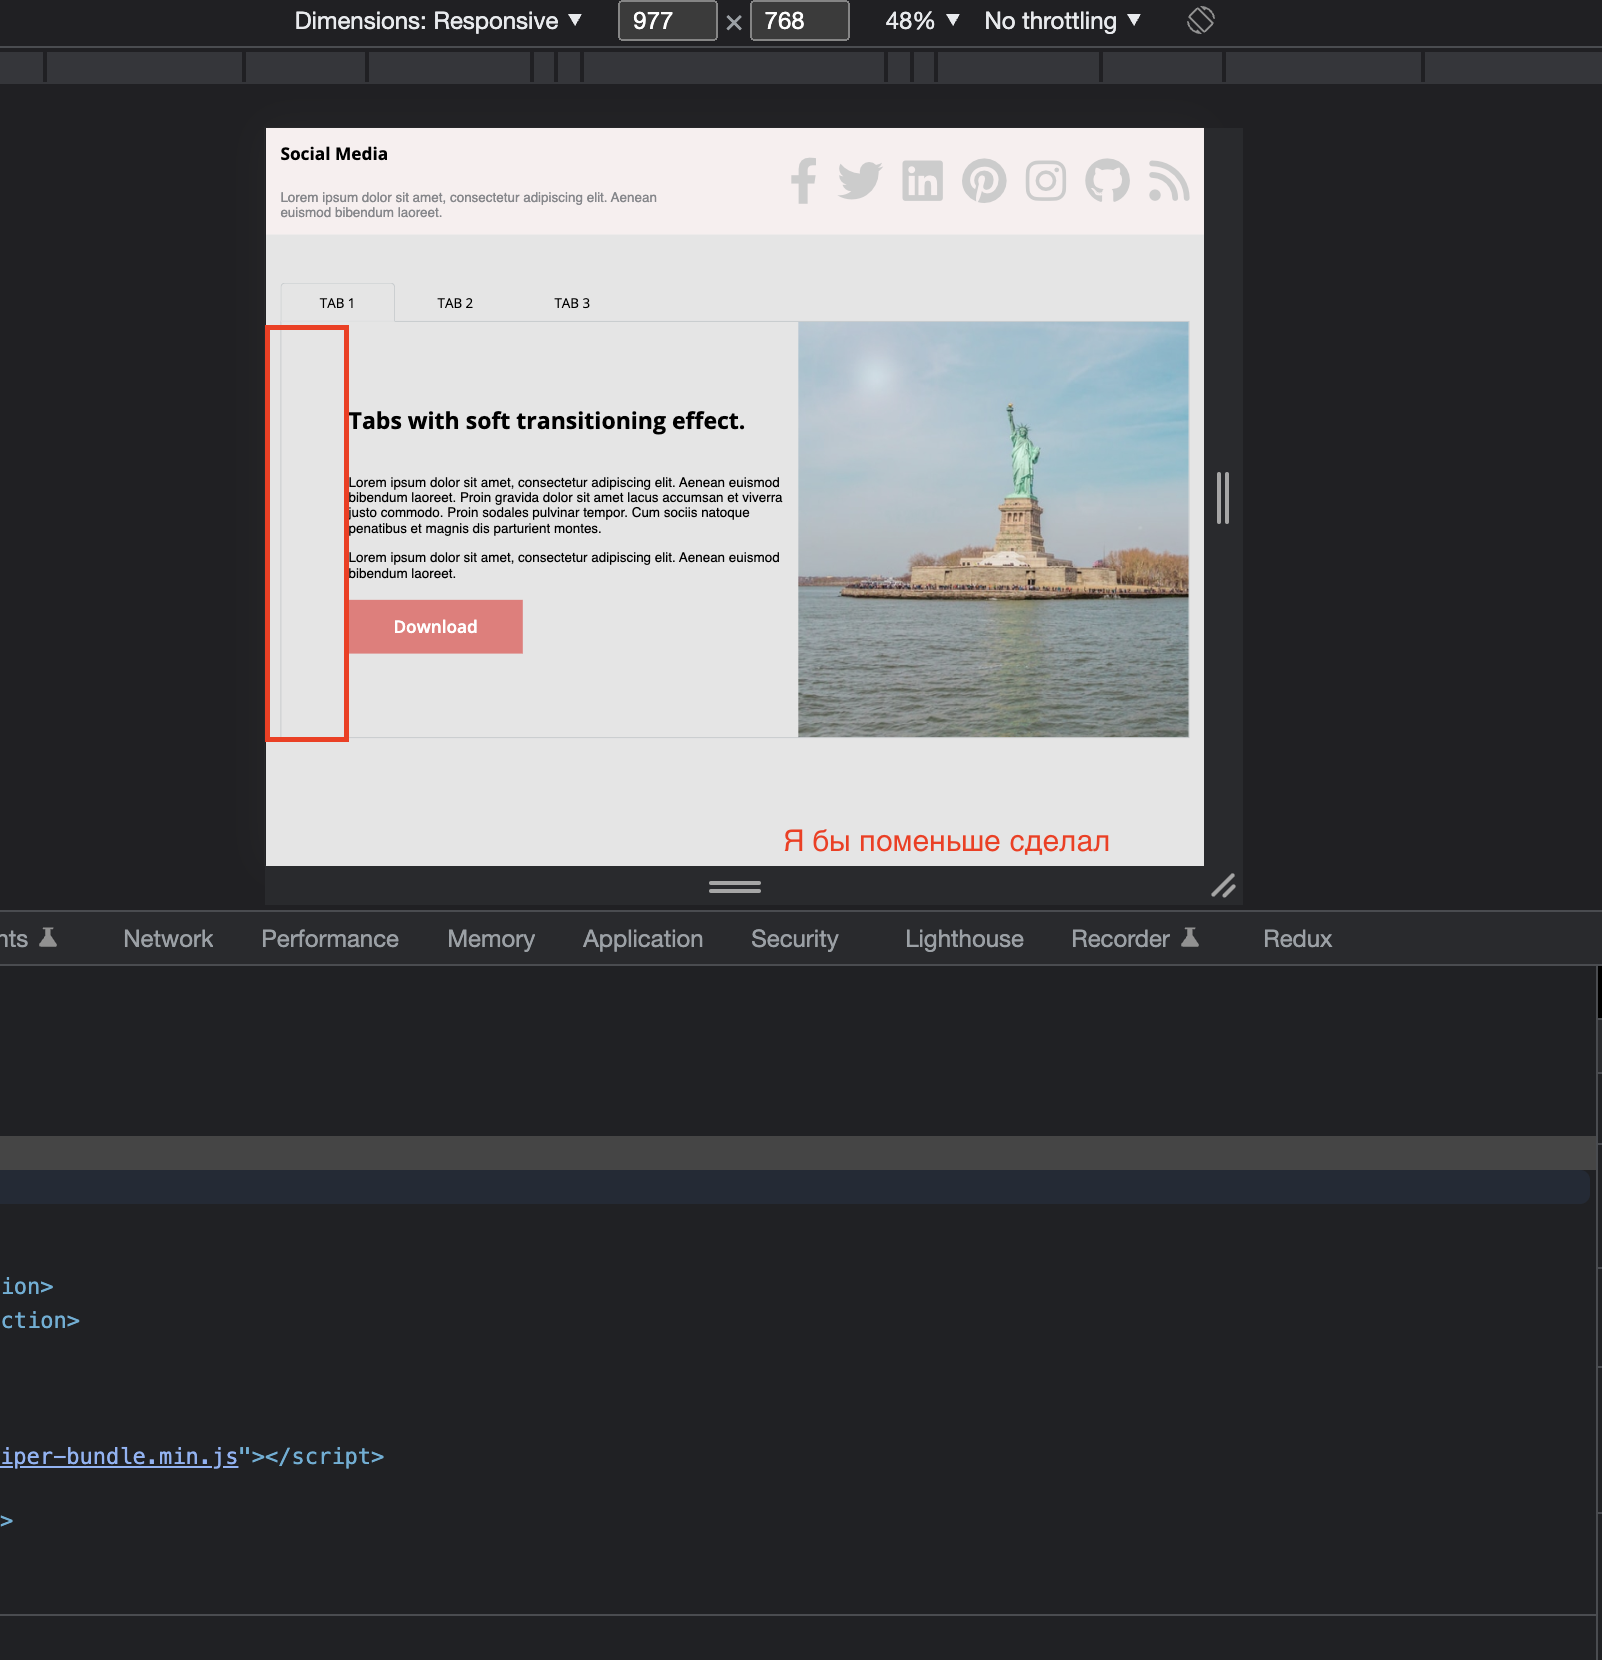 Dimensions: Responsive ▼ 977 × 768 48% ▼ No throttling ▼
Social Media
Lorem ipsum dolor sit amet, consectetur adipiscing elit. Aenean
euismod bibendum laoreet.
TAB 1 TAB 2 TAB 3
Tabs with soft transitioning effect.
Lorem ipsum dolor sit amet, consectetur adipiscing elit. Aenean euismod
bibendum laoreet. Proin gravida dolor sit amet lacus accumsan et viverra
justo commodo. Proin sodales pulvinar tempor. Cum sociis natoque
penatibus et magnis dis parturient montes.
Lorem ipsum dolor sit amet, consectetur adipiscing elit. Aenean euismod
bibendum laoreet.
Download
Я бы поменьше сделал
nts Network Performance Memory Application Security Lighthouse Recorder Redux
ion>
ction>
iper-bundle.min.js"></script>
>